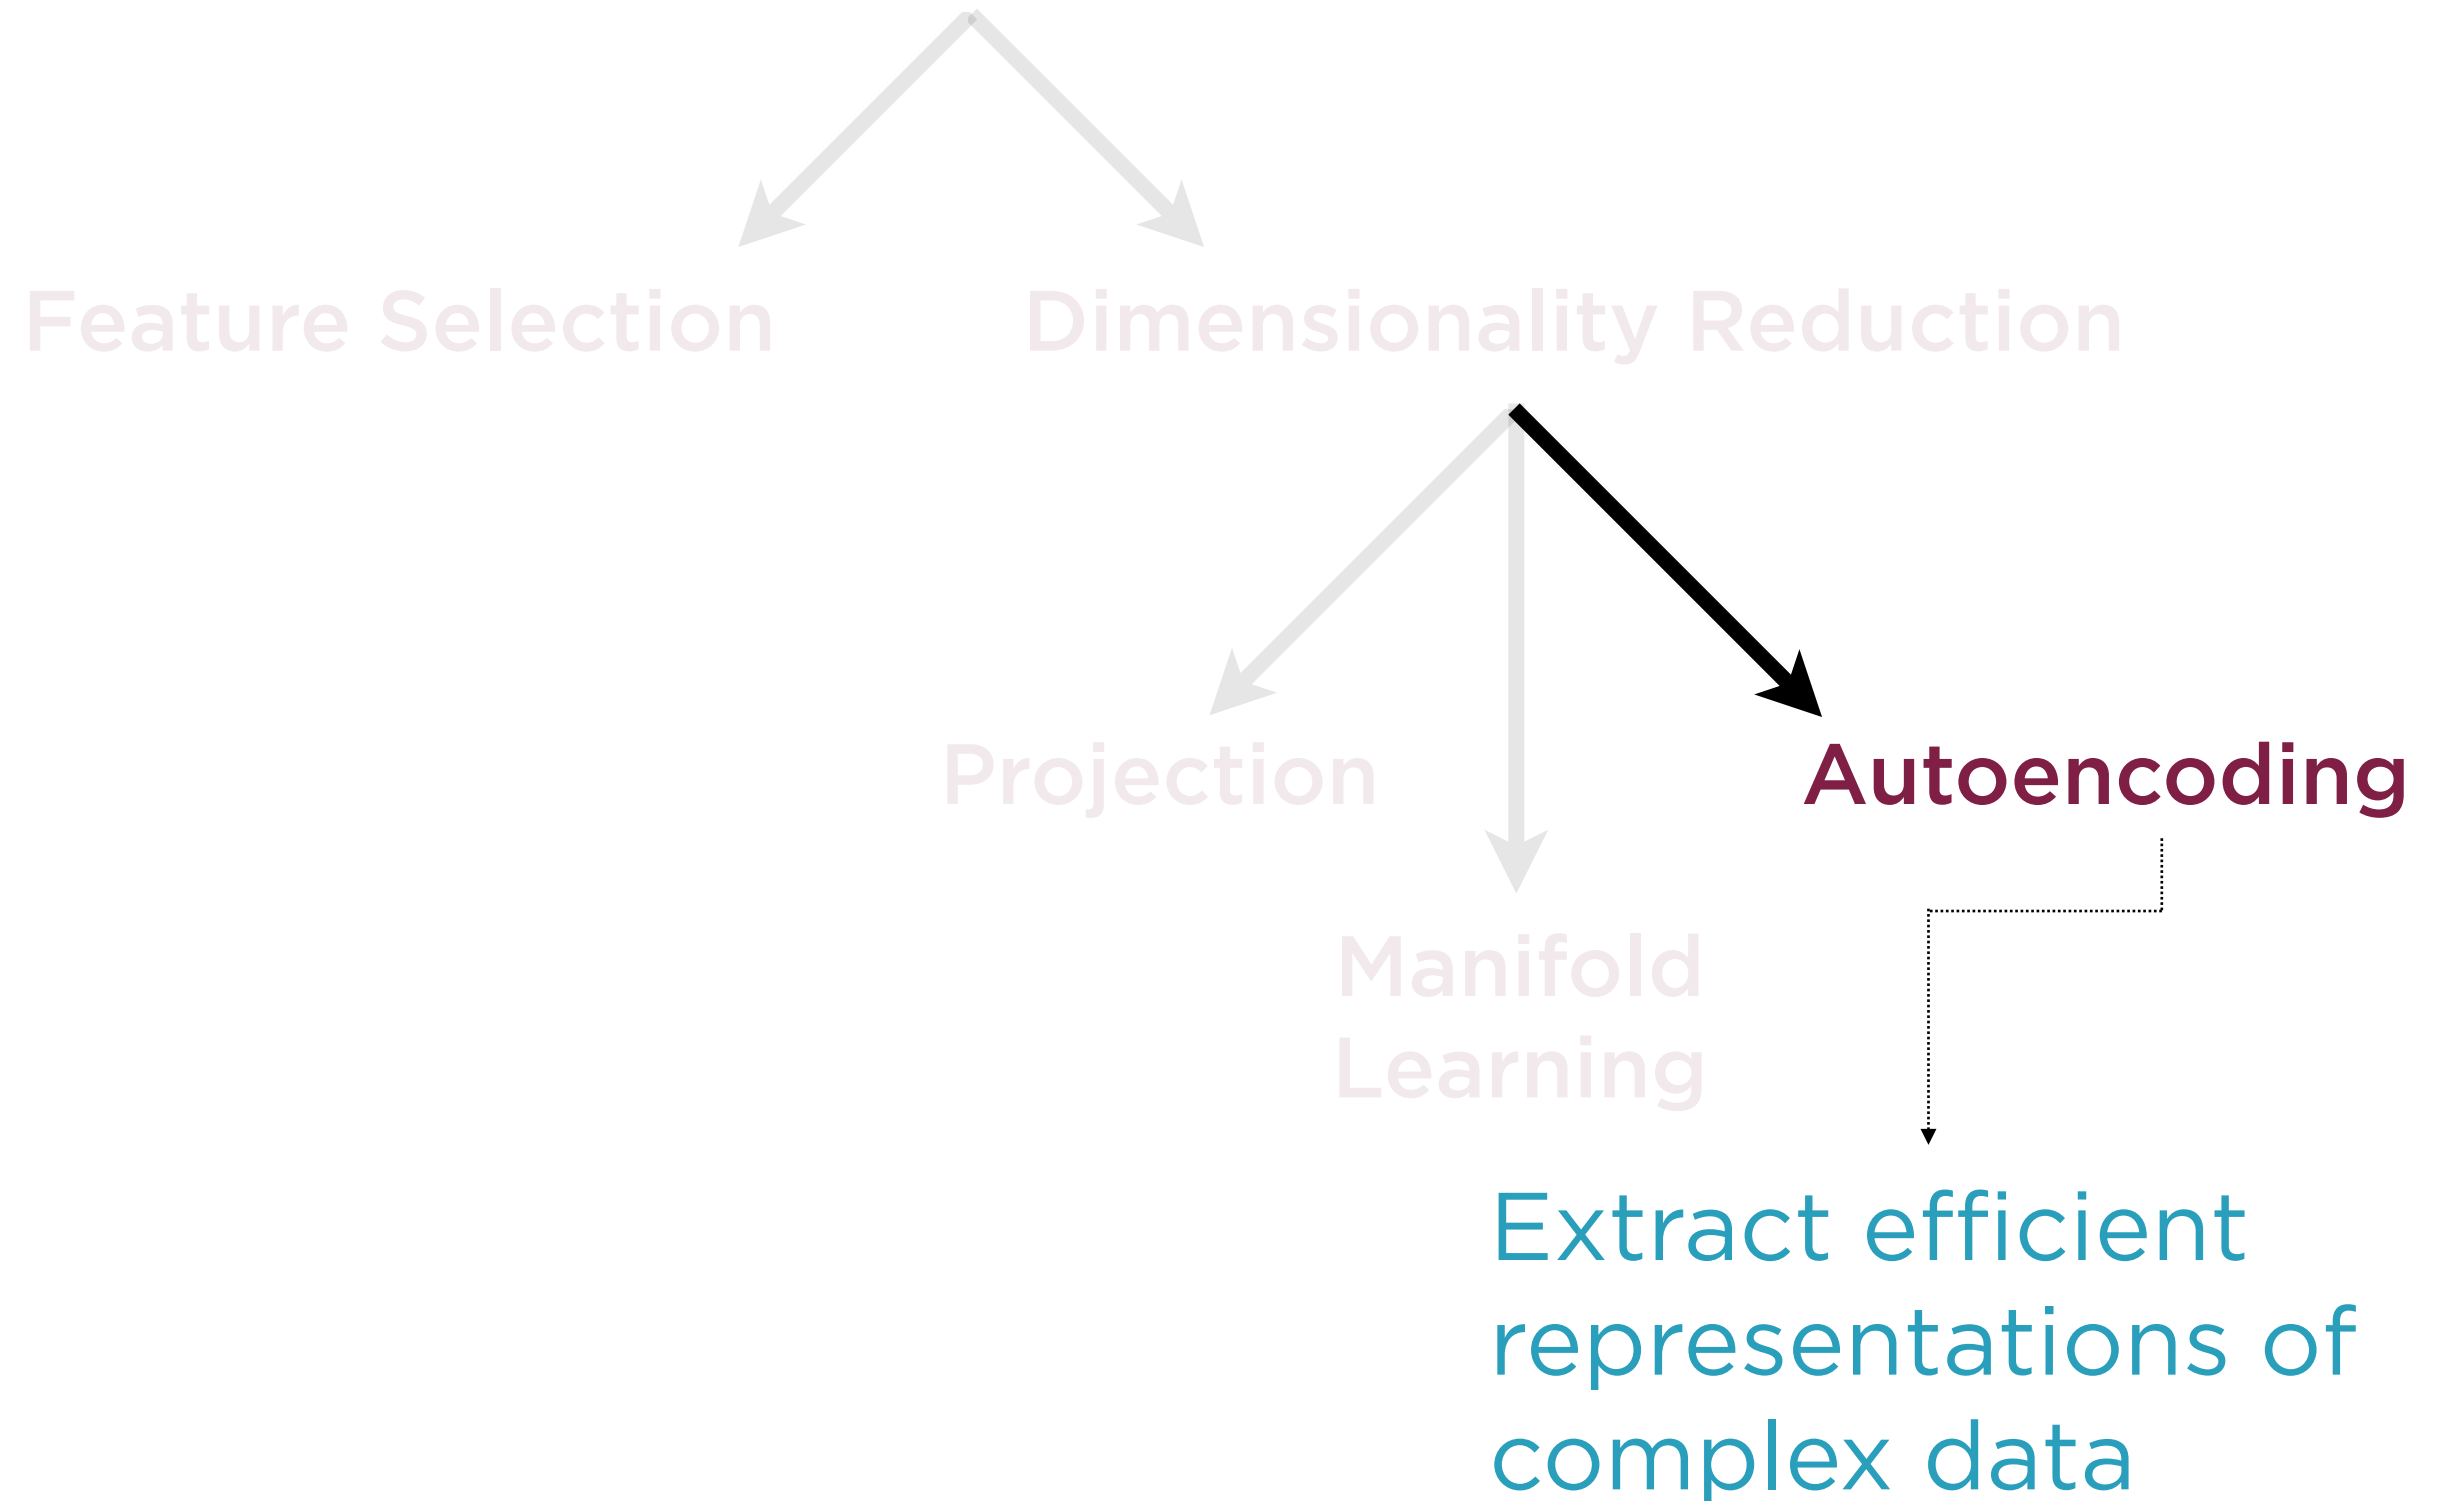 Feature Selection
Dimensionality Reduction
Projection
Autoencoding
Manifold
Learning
Extract efficient
representations of
complex data